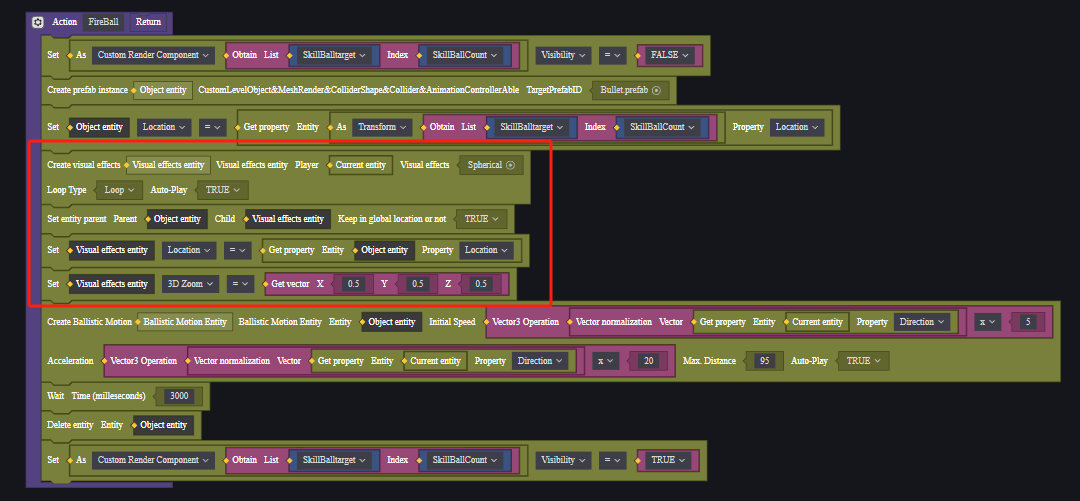 Action FireBall Return
Set As Custom Render Component Obtain List SkillBalltarget Index SkillBallCount Visibility = FALSE
Create prefab instance Object entity CustomLevelObject&MeshRender&ColliderShape&Collider&AnimationControllerAble TargetPrefabID Bullet.prefab
Set Object entity Location = Get property Entity As Transform Obtain List SkillBalltarget Index SkillBallCount Property Location
Create visual effects Visual effects entity Visual effects entity Player Current entity Visual effects Spherical
Loop Type Loop Auto-Play TRUE
Set entity parent Parent Object entity Child Visual effects entity Keep in global location or not TRUE
Set Visual effects entity Location = Get property Entity Object entity Property Location
Set Visual effects entity 3D Zoom = Get vector X 0.5 Y 0.5 Z 0.5
Create Ballistic Motion Ballistic Motion Entity Ballistic Motion Entity Entity Object entity Initial Speed Vector3 Operation Vector normalization Vector Get property Entity Current entity Property Direction x 5
Acceleration Vector3 Operation Vector normalization Vector Get property Entity Current entity Property Direction x 20 Max. Distance 95 Auto-Play TRUE
Wait Time (milleseconds) 3000
Delete entity Entity Object entity
Set As Custom Render Component Obtain List SkillBalltarget Index SkillBallCount Visibility = TRUE